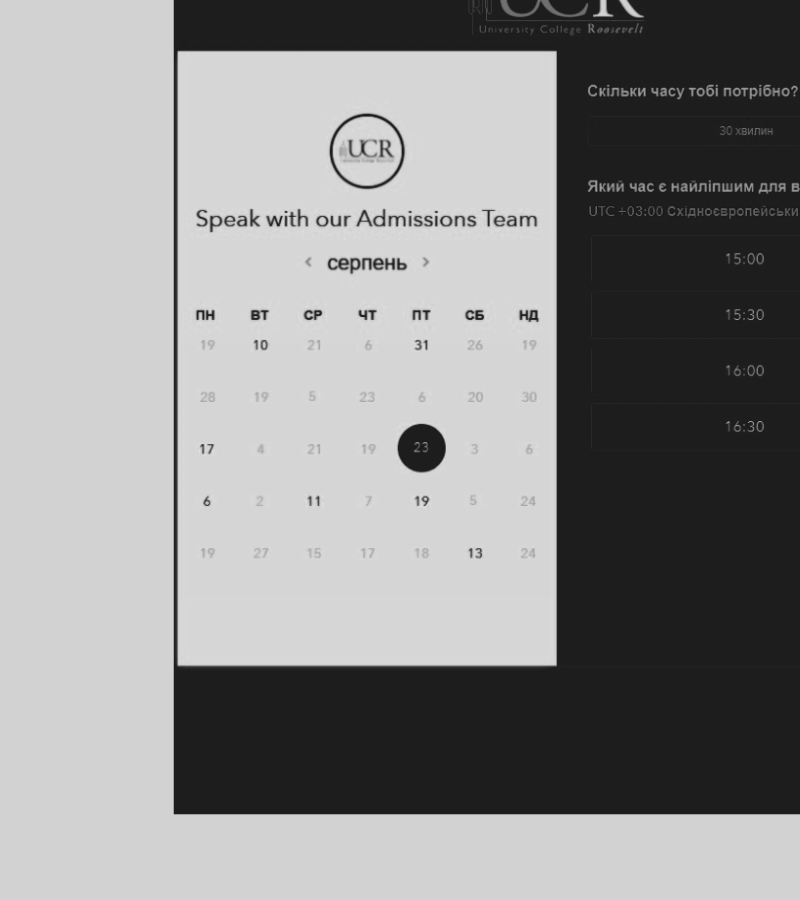 UCR
University College Roosevelt
UCR
Speak with our Admissions Team
‹ серпень ›
ПН ВТ СР ЧТ ПТ СБ НД
19 10 21 6 31 26 19
28 19 5 23 6 20 30
17 4 21 19 23 3 6
6 2 11 7 19 5 24
19 27 15 17 18 13 24
Скільки часу тобі потрібно?
30 хвилин
Який час є найліпшим для в
UTC +03:00 Східноєвропейськи
15:00
15:30
16:00
16:30